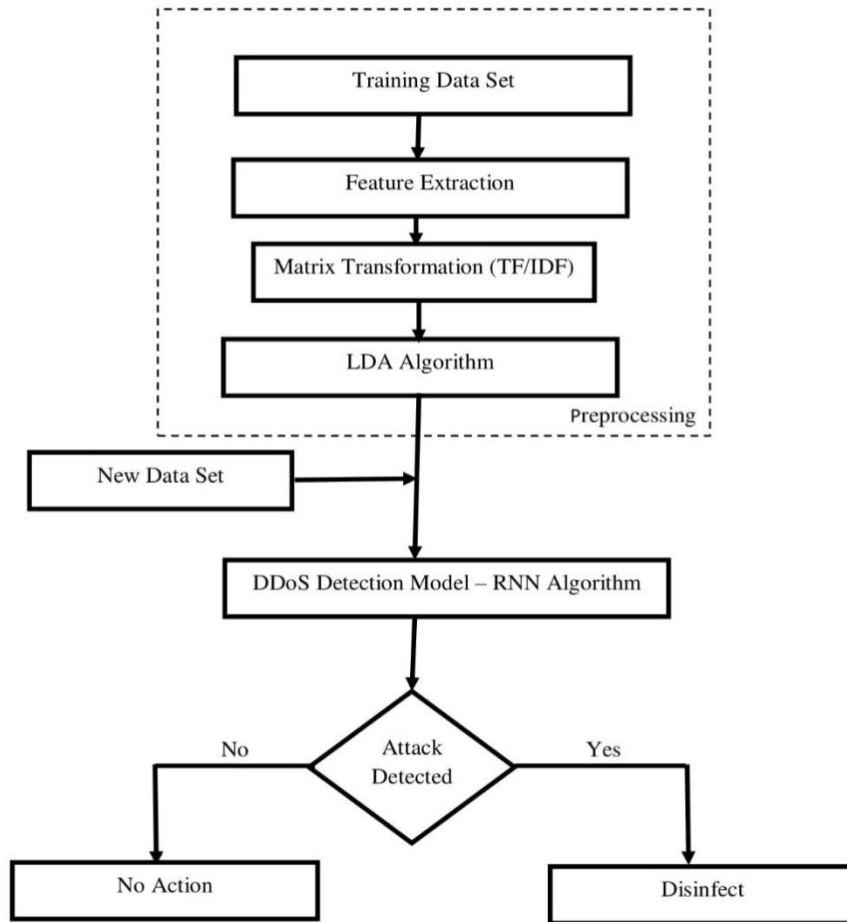 Training Data Set
Feature Extraction
Matrix Transformation (TF/IDF)
LDA Algorithm
Preprocessing
New Data Set
DDoS Detection Model – RNN Algorithm
No
Attack
Detected
Yes
No Action
Disinfect